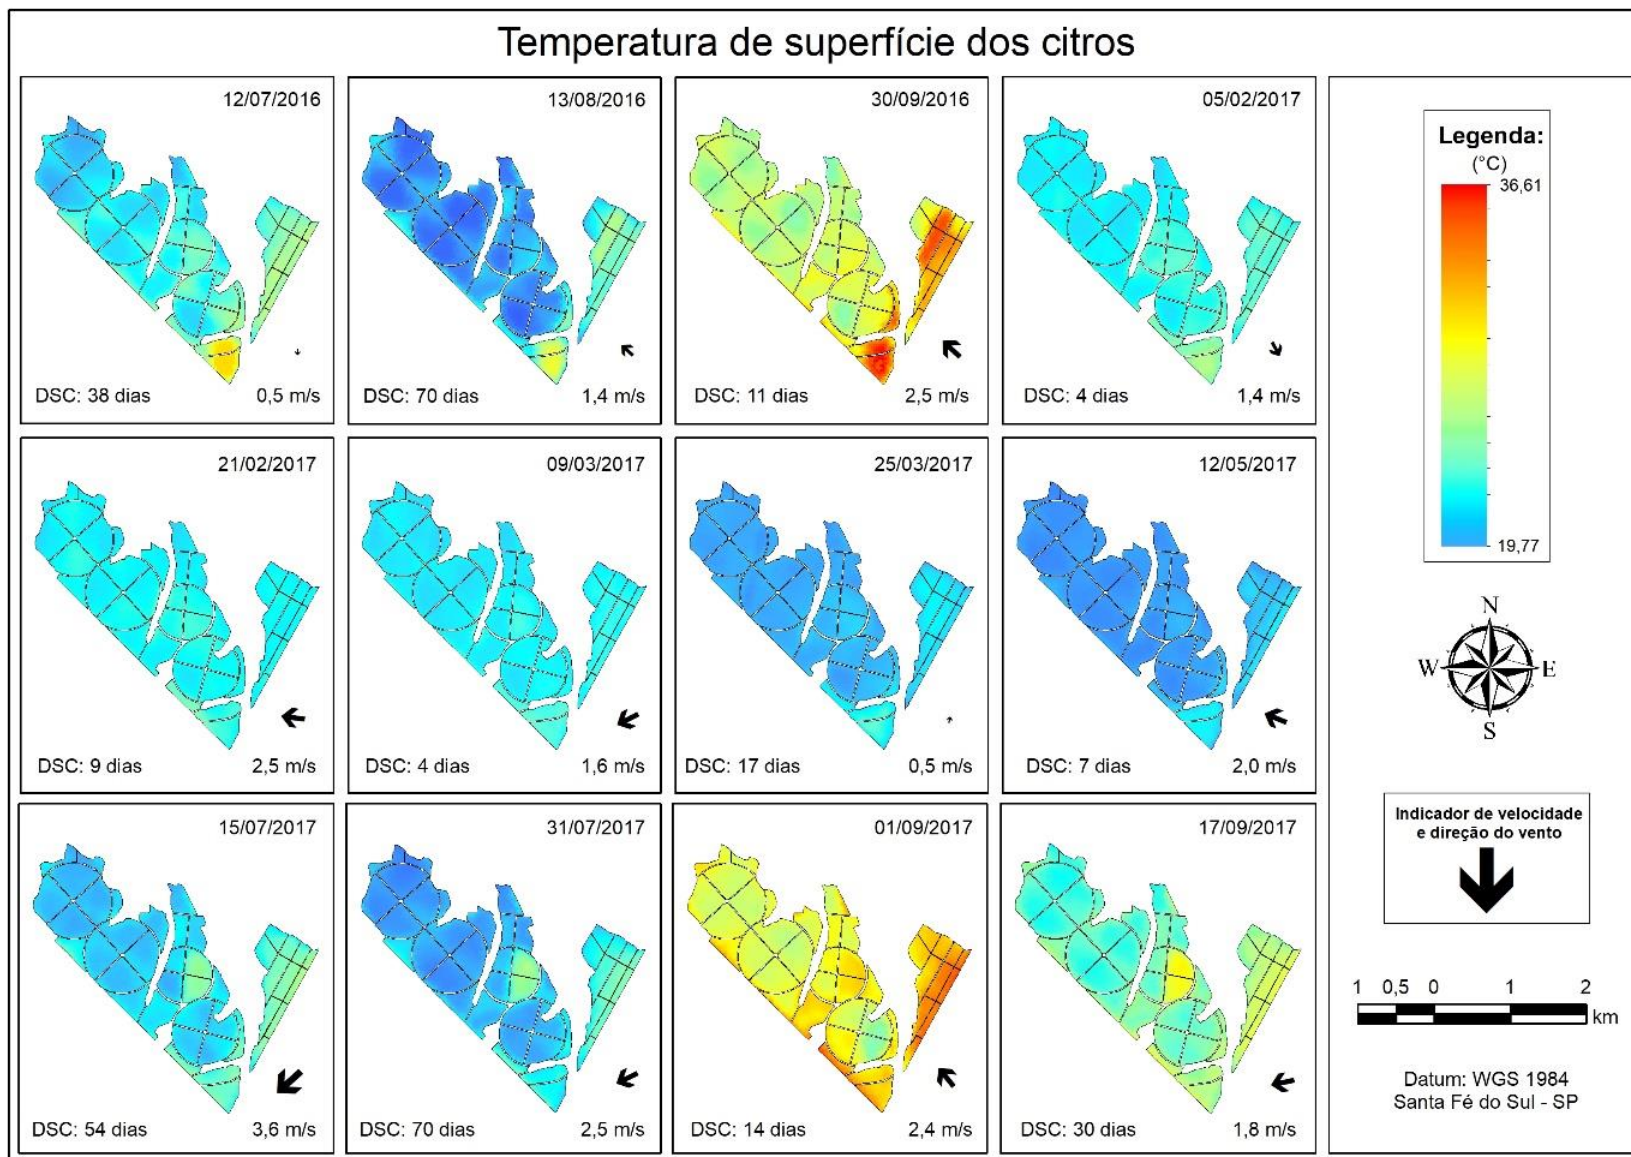 Temperatura de superfície dos citros
12/07/2016
DSC: 38 dias 0,5 m/s
13/08/2016
DSC: 70 dias 1,4 m/s
30/09/2016
DSC: 11 dias 2,5 m/s
05/02/2017
DSC: 4 dias 1,4 m/s
21/02/2017
DSC: 9 dias 2,5 m/s
09/03/2017
DSC: 4 dias 1,6 m/s
25/03/2017
DSC: 17 dias 0,5 m/s
12/05/2017
DSC: 7 dias 2,0 m/s
15/07/2017
DSC: 54 dias 3,6 m/s
31/07/2017
DSC: 70 dias 2,5 m/s
01/09/2017
DSC: 14 dias 2,4 m/s
17/09/2017
DSC: 30 dias 1,8 m/s
Legenda:
(°C)
36,61
19,77
N
W E
S
Indicador de velocidade
e direção do vento
1 0,5 0 1 2
km
Datum: WGS 1984
Santa Fé do Sul - SP